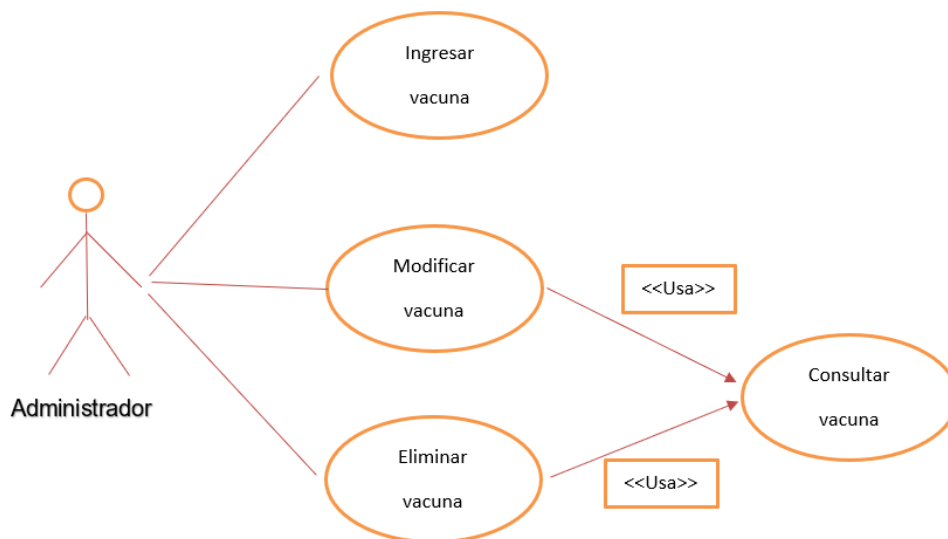 Ingresar
vacuna
Modificar
vacuna
<<Usa>>
Consultar
vacuna
Administrador
Eliminar
vacuna
<<Usa>>